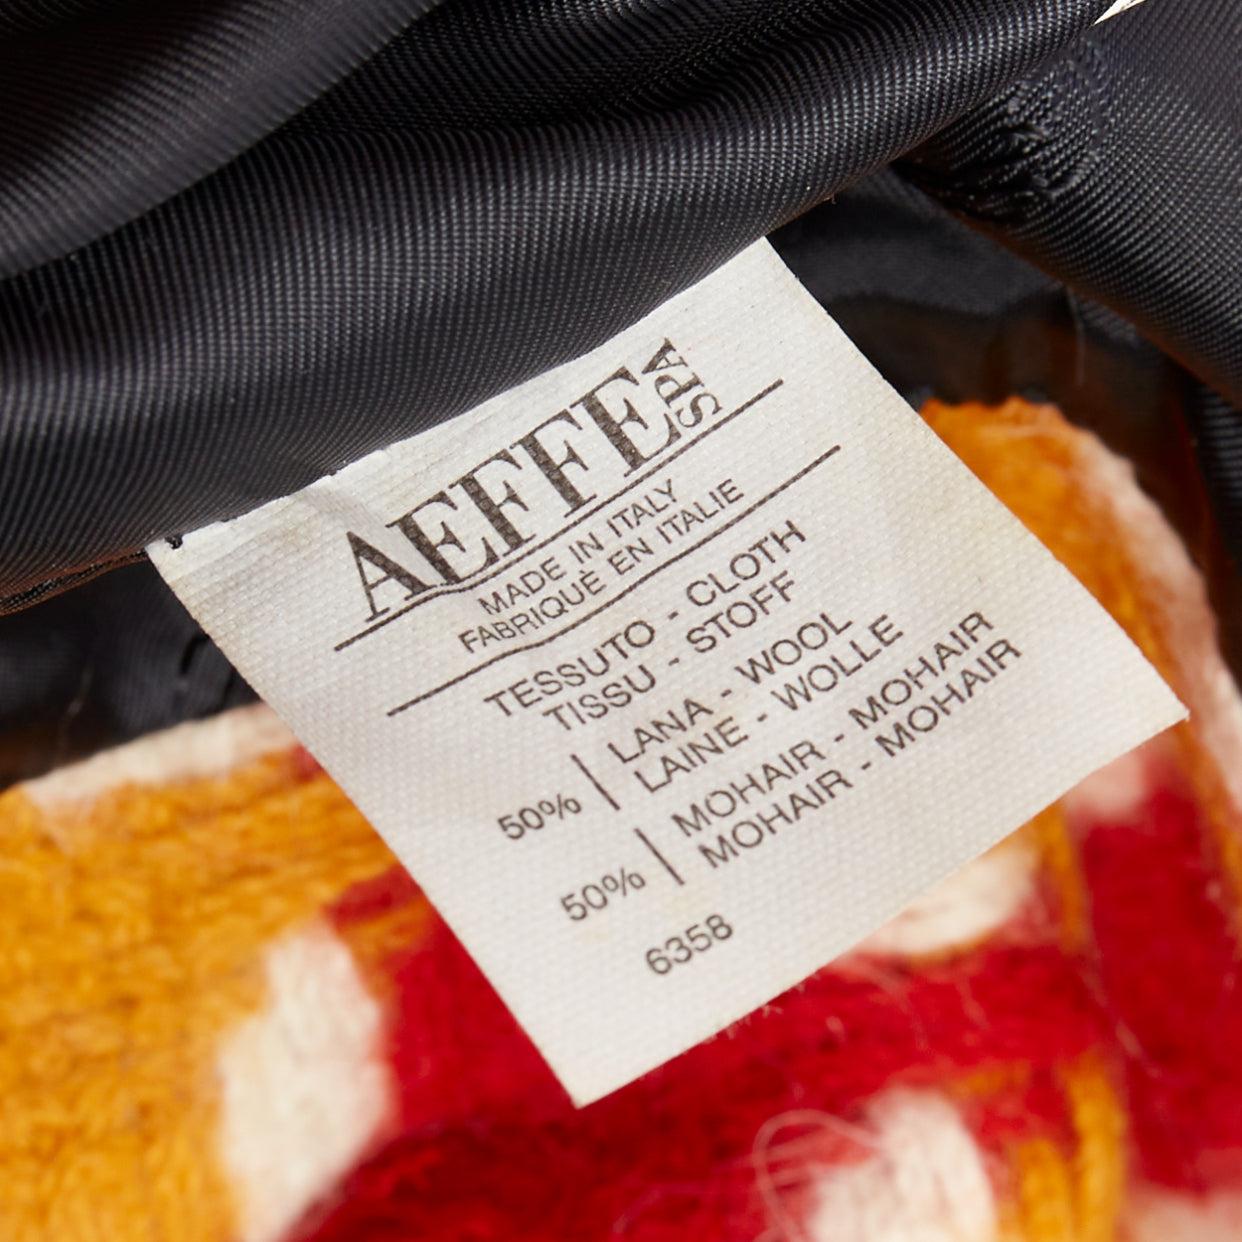 AEFFE SPA
MADE IN ITALY
FABRIQUÈ EN ITALIE
TESSUTO - CLOTH
TISSU - STOFF
LANA - WOOL
50% | LAINE - WOLLE
MOHAIR - MOHAIR
50% | MOHAIR - MOHAIR
6358